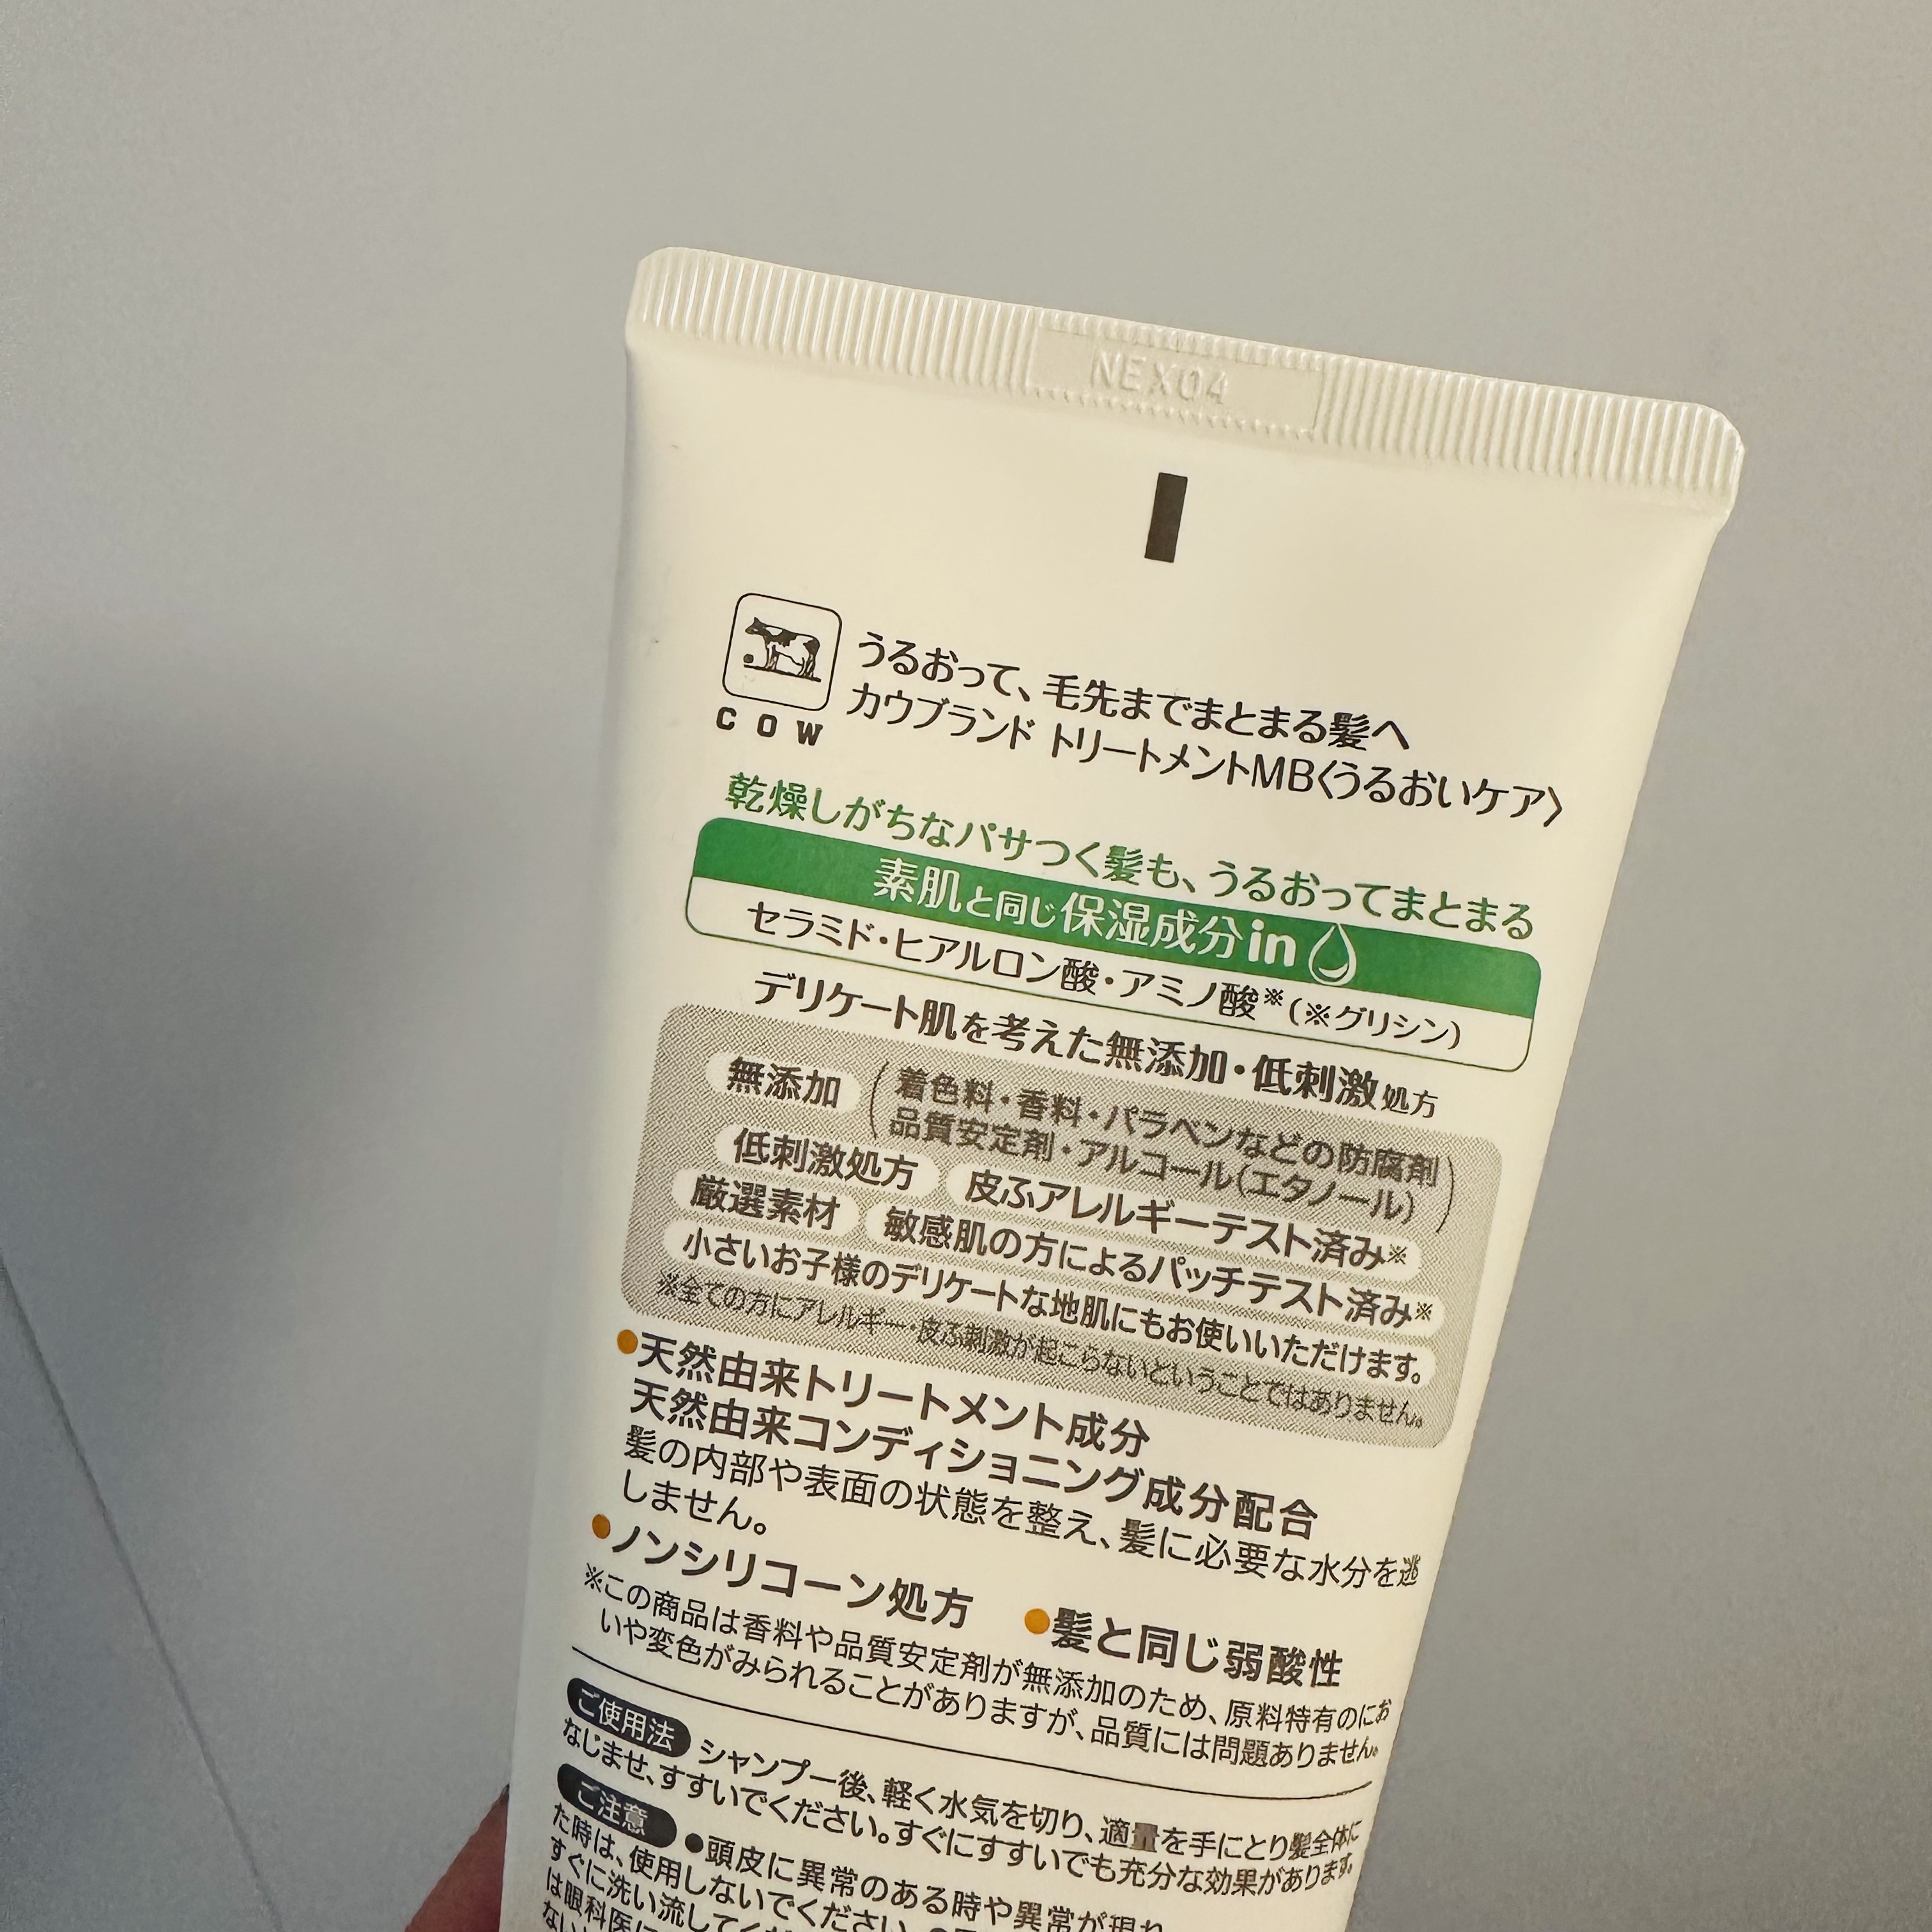 NEX04
COW
うるおって、毛先までまとまる髪へ
カウブランド トリートメントMB〈うるおいケア〉
乾燥しがちなパサつく髪も、うるおってまとまる
素肌と同じ保湿成分in
セラミド・ヒアルロン酸・アミノ酸※(※グリシン)
デリケート肌を考えた無添加・低刺激処方
無添加(着色料・香料・パラベンなどの防腐剤
品質安定剤・アルコール(エタノール))
低刺激処方 皮ふアレルギーテスト済み※
厳選素材 敏感肌の方によるパッチテスト済み※
小さいお子様のデリケートな地肌にもお使いいただけます。
※全ての方にアレルギー・皮ふ刺激が起こらないということではありません。
●天然由来トリートメント成分
天然由来コンディショニング成分配合
髪の内部や表面の状態を整え、髪に必要な水分を逃
しません。
●ノンシリコーン処方 ●髪と同じ弱酸性
※この商品は香料や品質安定剤が無添加のため、原料特有のにお
いや変色がみられることがありますが、品質には問題ありません。
ご使用法 シャンプー後、軽く水気を切り、適量を手にとり髪全体に
なじませ、すすいでください。すぐにすすいでも充分な効果があります。
ご注意 ●頭皮に異常のある時や異常が現れ
た時は、使用しないでください。
すぐに洗い流してくだ
は眼科医に